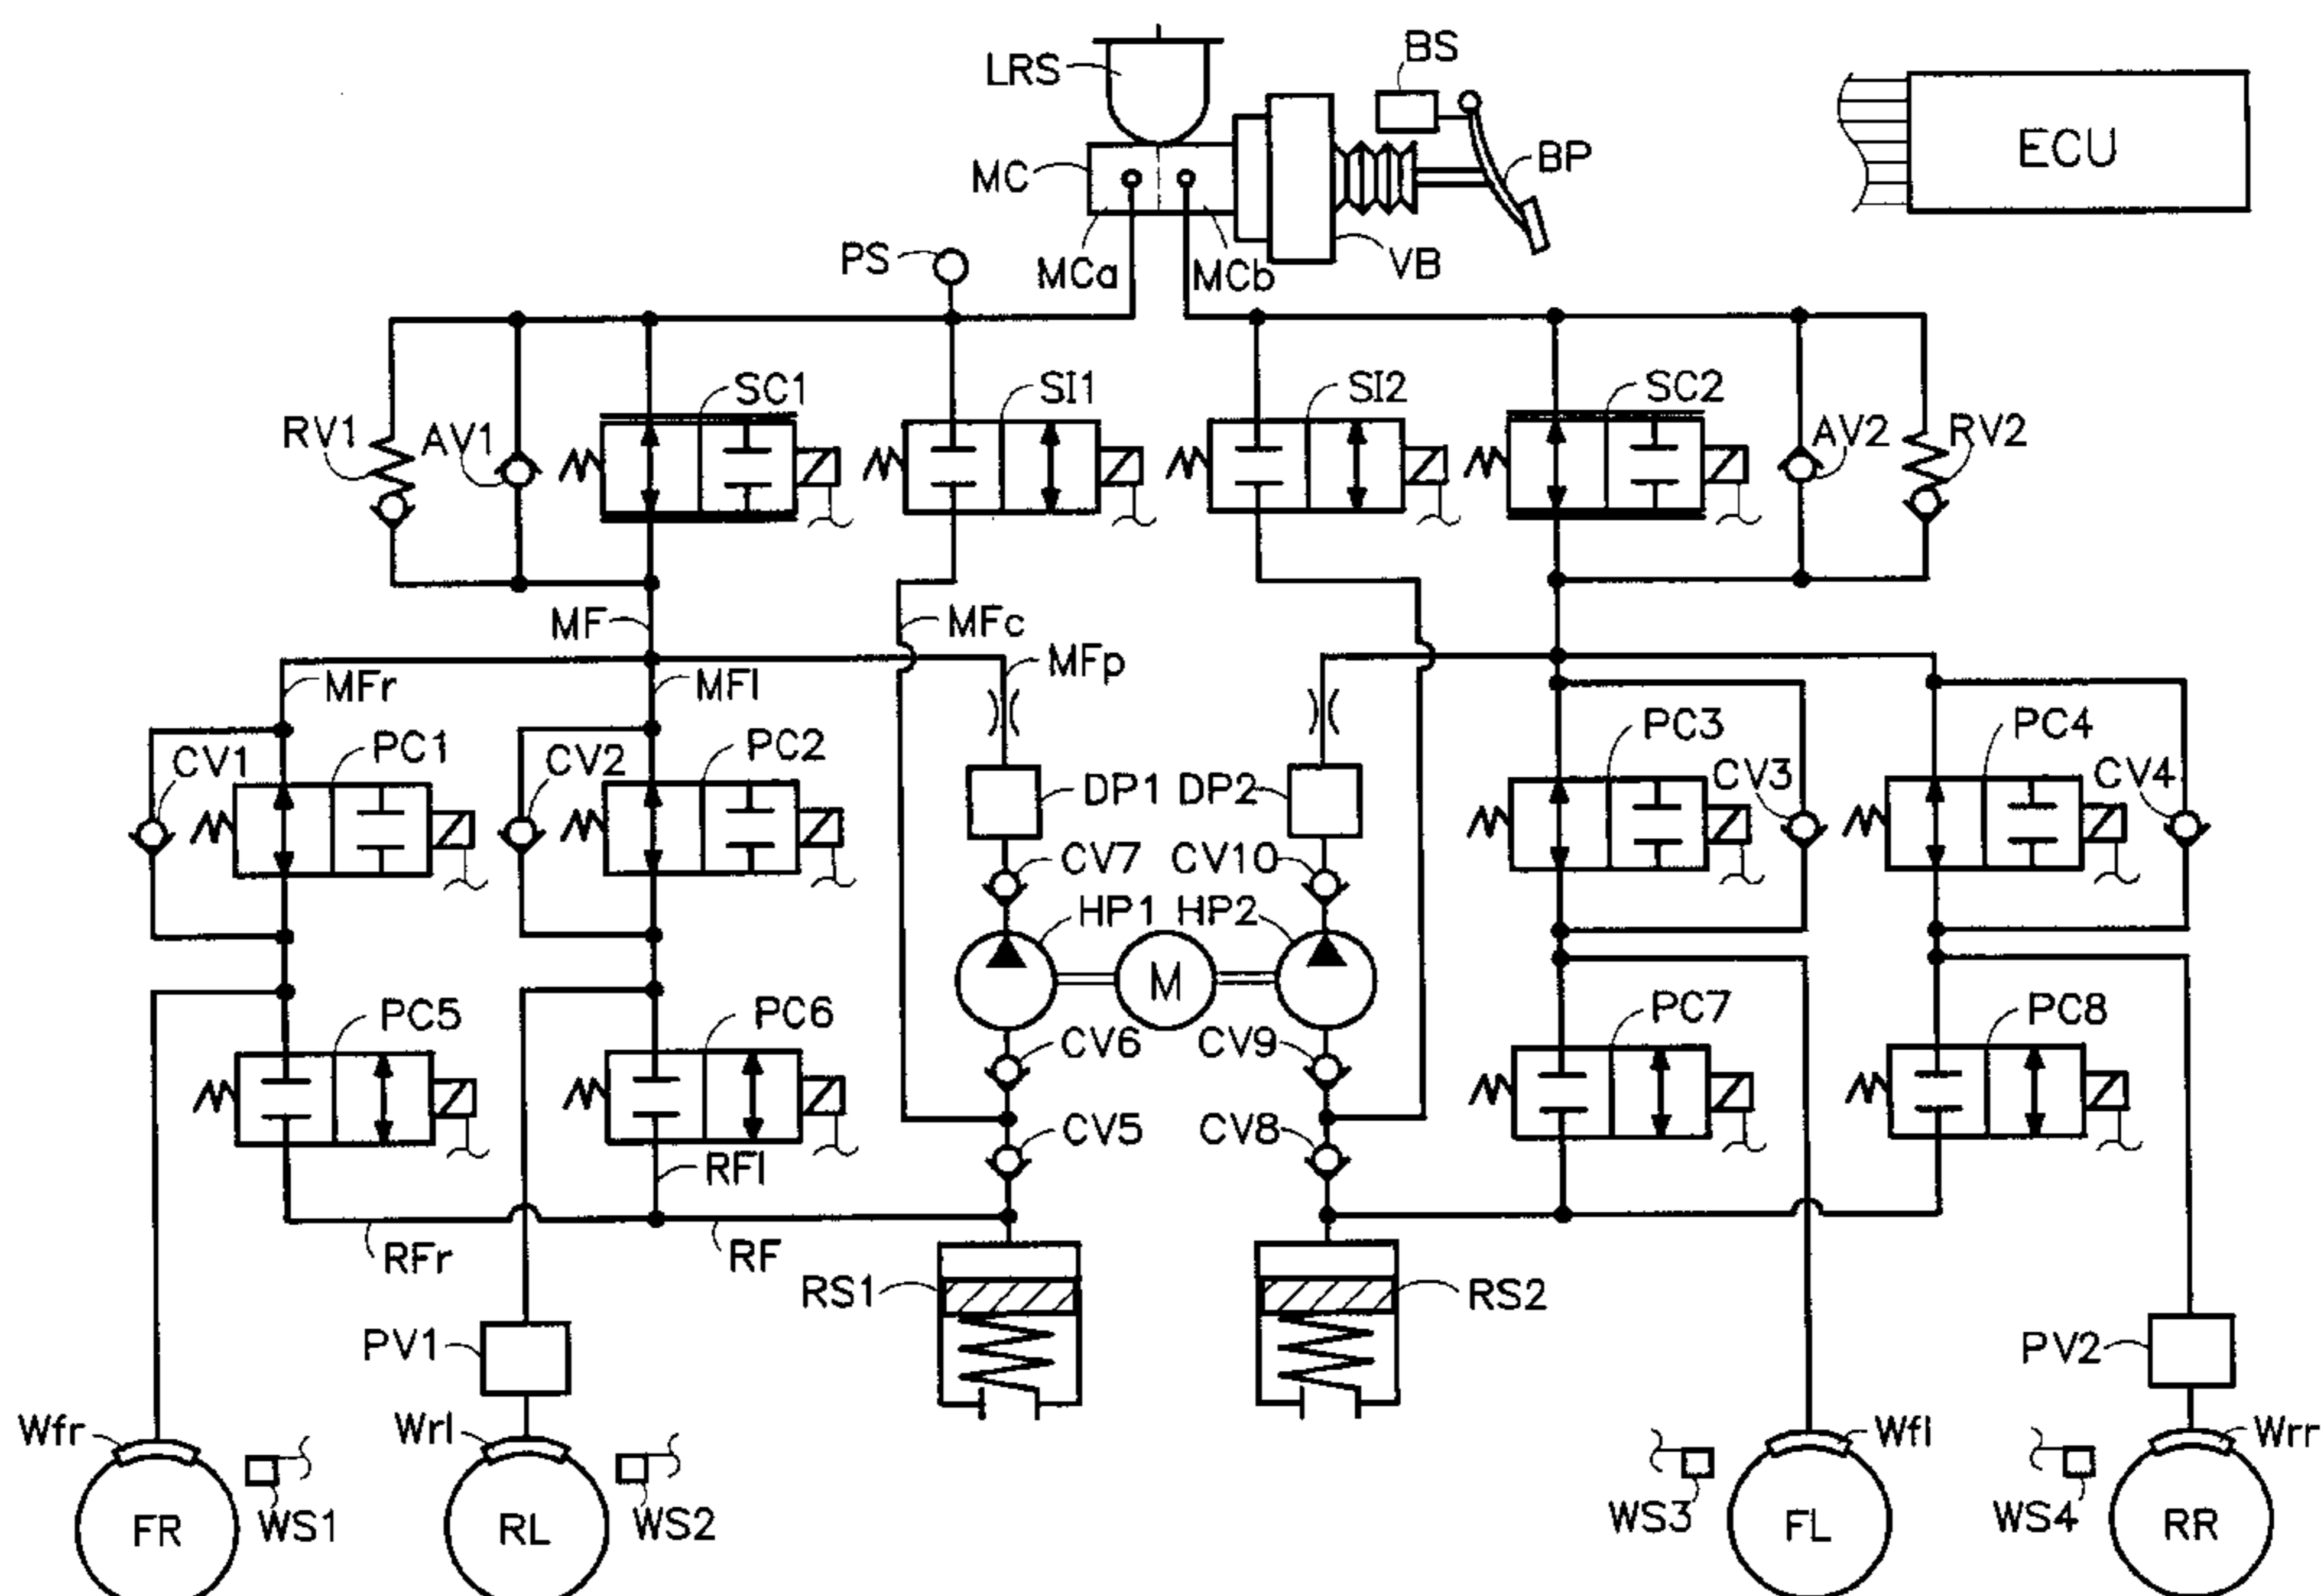 LRS
BS
MC
BP
ECU
PS
MCa
MCb
VB
RV1
AV1
SC1
SI1
SI2
SC2
AV2
RV2
MF
MFc
MFr
MFl
MFp
CV1
PC1
CV2
PC2
DP1
DP2
PC3
CV3
PC4
CV4
CV7
CV10
HP1
HP2
M
PC5
PC6
CV6
CV9
PC7
PC8
CV5
CV8
RFl
RFr
RF
RS1
RS2
PV1
PV2
Wfr
Wrl
Wfl
Wrr
WS1
WS2
WS3
WS4
FR
RL
FL
RR